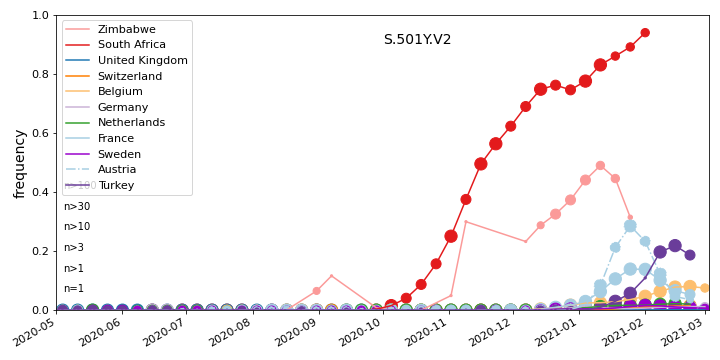 S.501Y.V2
Zimbabwe
South Africa
United Kingdom
Switzerland
Belgium
Germany
Netherlands
France
Sweden
Austria
Turkey
n>100
n>30
n>10
n>3
n>1
n=1
frequency
1.0
0.8
0.6
0.4
0.2
0.0
2020-05
2020-06
2020-07
2020-08
2020-09
2020-10
2020-11
2020-12
2021-01
2021-02
2021-03